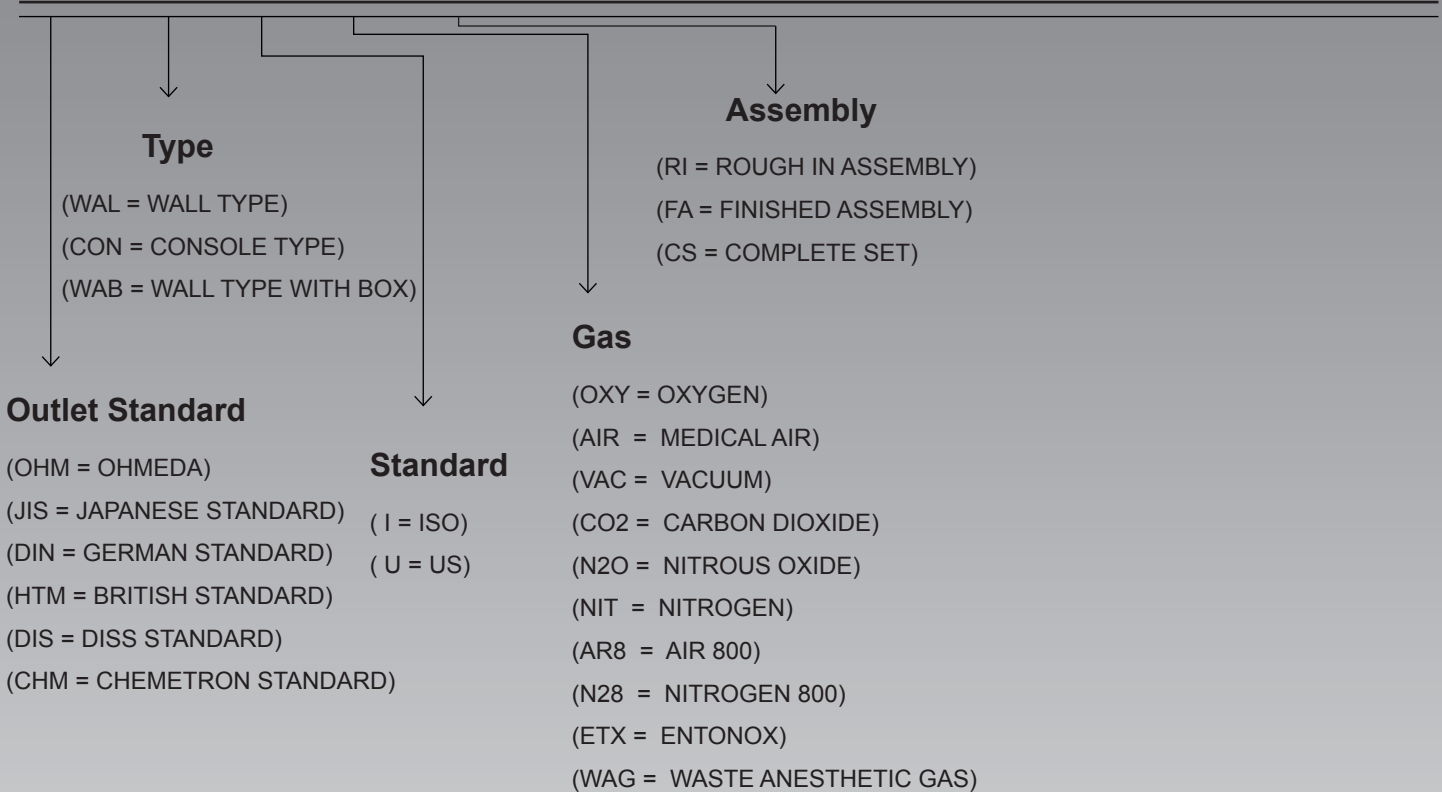 Assembly
(RI = ROUGH IN ASSEMBLY)
(FA = FINISHED ASSEMBLY)
(CS = COMPLETE SET)
Type
(WAL = WALL TYPE)
(CON = CONSOLE TYPE)
(WAB = WALL TYPE WITH BOX)
Gas
(OXY = OXYGEN)
(AIR = MEDICAL AIR)
(VAC = VACUUM)
(CO2 = CARBON DIOXIDE)
(N2O = NITROUS OXIDE)
(NIT = NITROGEN)
(AR8 = AIR 800)
(N28 = NITROGEN 800)
(ETX = ENTONOX)
(WAG = WASTE ANESTHETIC GAS)
Outlet Standard
(OHM = OHMEDA)
(JIS = JAPANESE STANDARD)
(DIN = GERMAN STANDARD)
(HTM = BRITISH STANDARD)
(DIS = DISS STANDARD)
(CHM = CHEMETRON STANDARD)
Standard
( I = ISO)
( U = US)